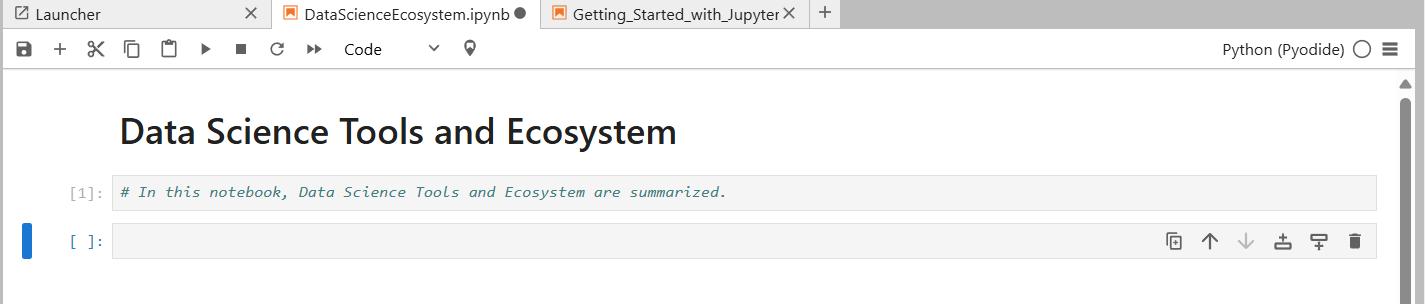 Launcher
DataScienceEcosystem.ipynb
Getting_Started_with_Jupyter
Code
Python (Pyodide)
Data Science Tools and Ecosystem
[1]: # In this notebook, Data Science Tools and Ecosystem are summarized.
[ ]: